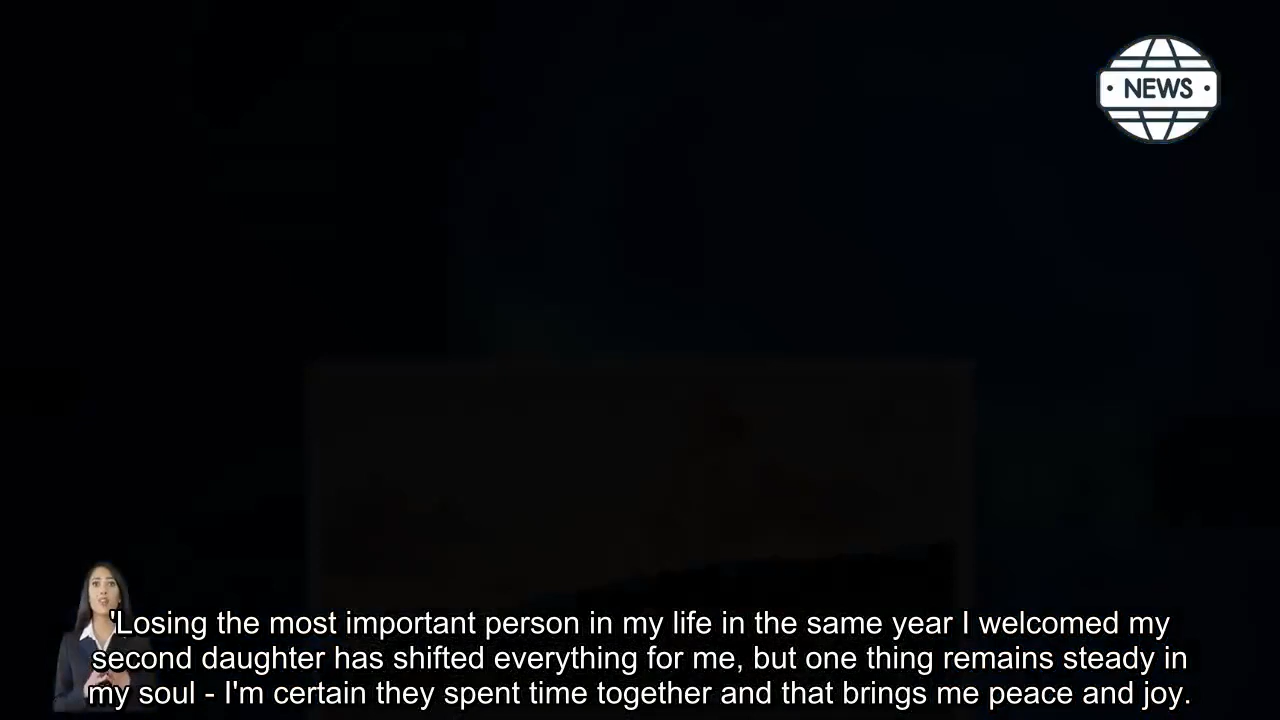 NEWS
'Losing the most important person in my life in the same year I welcomed my
second daughter has shifted everything for me, but one thing remains steady in
my soul - I'm certain they spent time together and that brings me peace and joy.